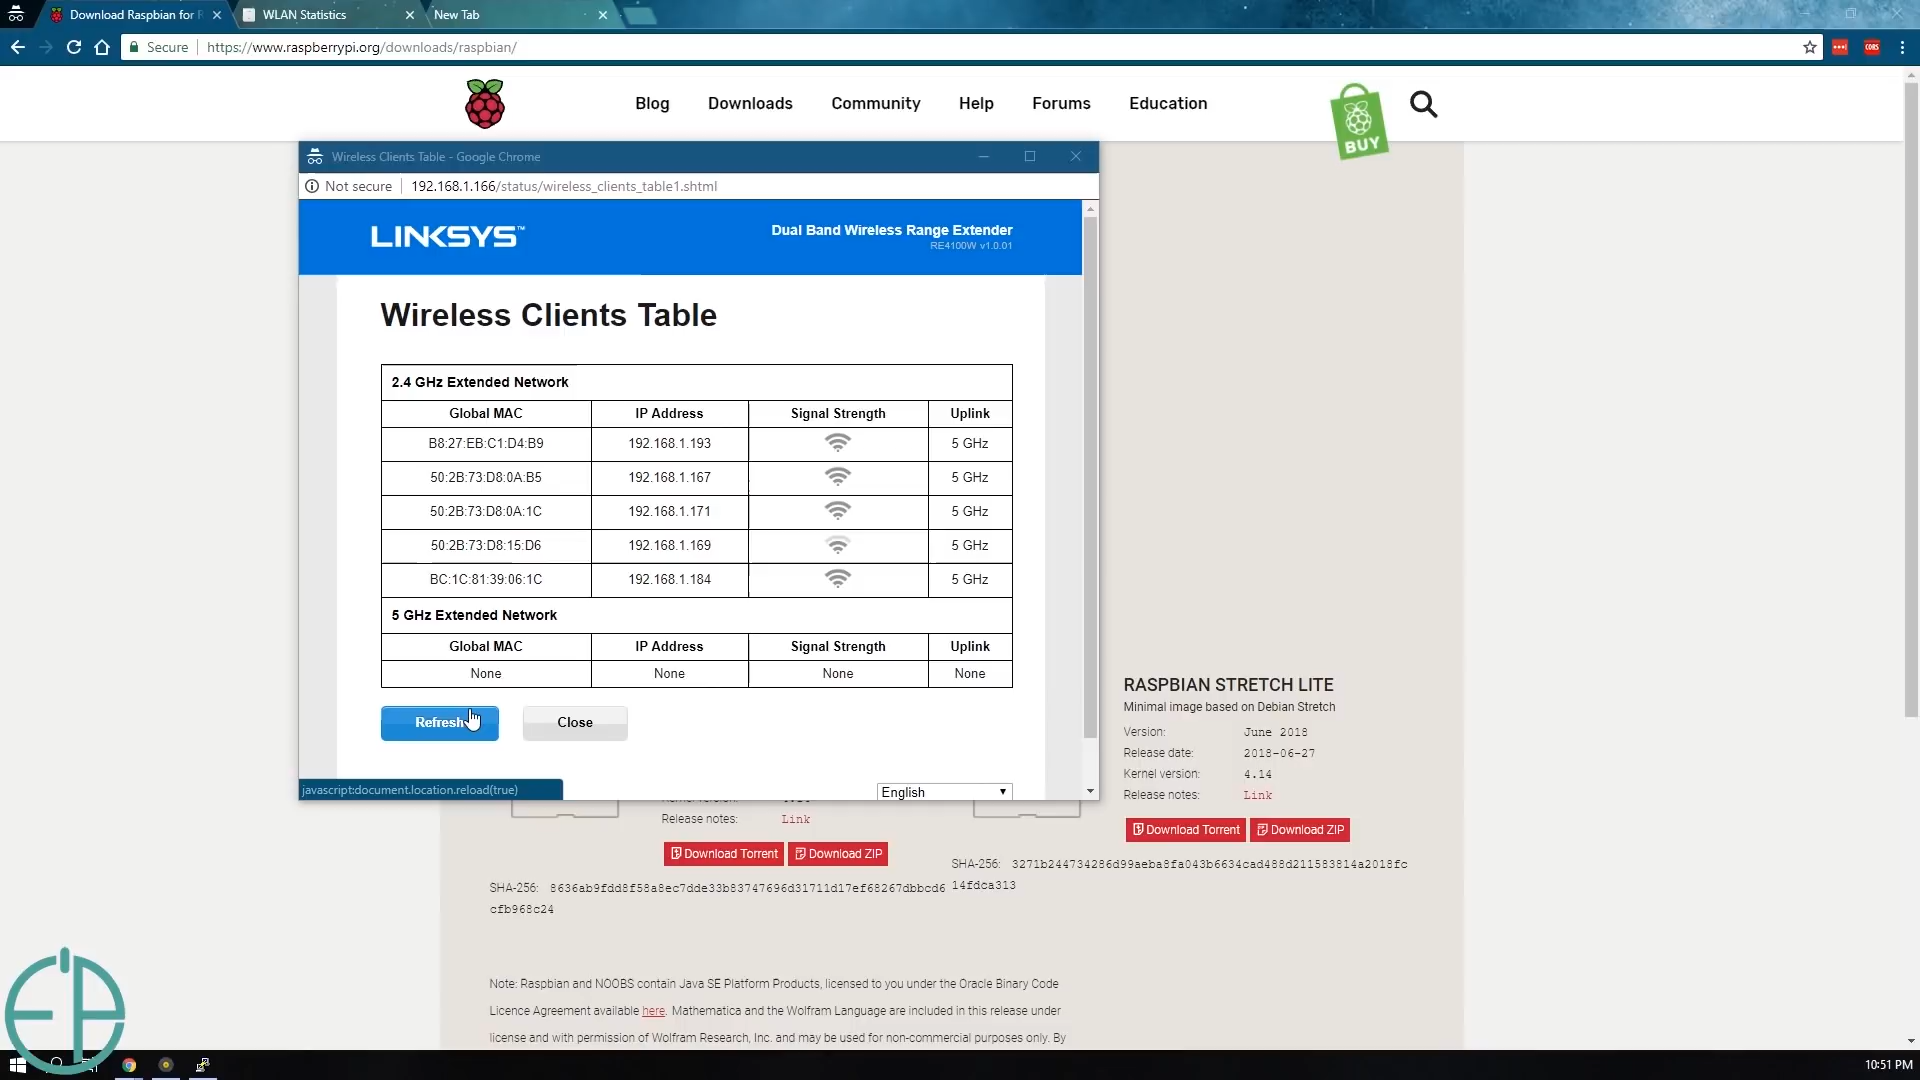 Download Raspbian for R
WLAN Statistics
New Tab
Secure
https://www.raspberrypi.org/downloads/raspbian/
CORS
Blog
Downloads
Community
Help
Forums
Education
BUY
Wireless Clients Table - Google Chrome
Not secure
192.168.1.166/status/wireless_clients_table1.shtml
LINKSYS™
Dual Band Wireless Range Extender
RE4100W v1.0.01
Wireless Clients Table
2.4 GHz Extended Network
Global MAC IP Address Signal Strength Uplink
B8:27:EB:C1:D4:B9 192.168.1.193 5 GHz
50:2B:73:D8:0A:B5 192.168.1.167 5 GHz
50:2B:73:D8:0A:1C 192.168.1.171 5 GHz
50:2B:73:D8:15:D6 192.168.1.169 5 GHz
BC:1C:81:39:06:1C 192.168.1.184 5 GHz
5 GHz Extended Network
Global MAC IP Address Signal Strength Uplink
None None None None
Refresh
Close
javascript:document.location.reload(true)
English
Release notes: Link
Download Torrent
Download ZIP
SHA-256: 8636ab9fdd8f58a8ec7dde33b83747696d31711d17ef68267dbbcd6
cfb968c24
RASPBIAN STRETCH LITE
Minimal image based on Debian Stretch
Version: June 2018
Release date: 2018-06-27
Kernel version: 4.14
Release notes: Link
Download Torrent
Download ZIP
SHA-256: 3271b244734286d99aeba8fa043b6634cad488d211583814a2018fc
14fdca313
Note: Raspbian and NOOBS contain Java SE Platform Products, licensed to you under the Oracle Binary Code
Licence Agreement available here. Mathematica and the Wolfram Language are included in this release under
license and with permission of Wolfram Research, Inc. and may be used for non-commercial purposes only. By
10:51 PM